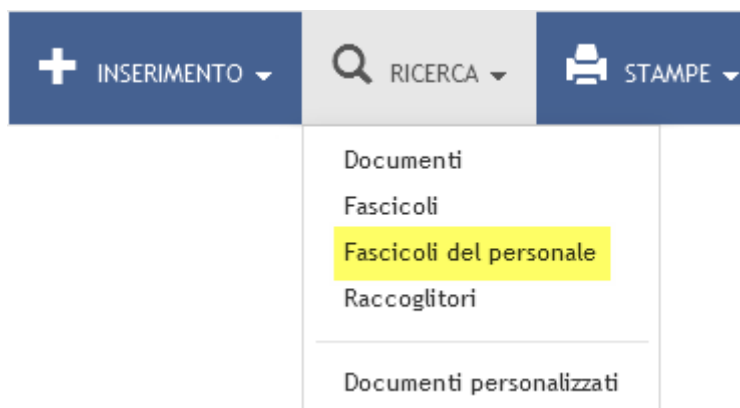 INSERIMENTO RICERCA STAMPE
Documenti
Fascicoli
Fascicoli del personale
Raccoglitori
Documenti personalizzati